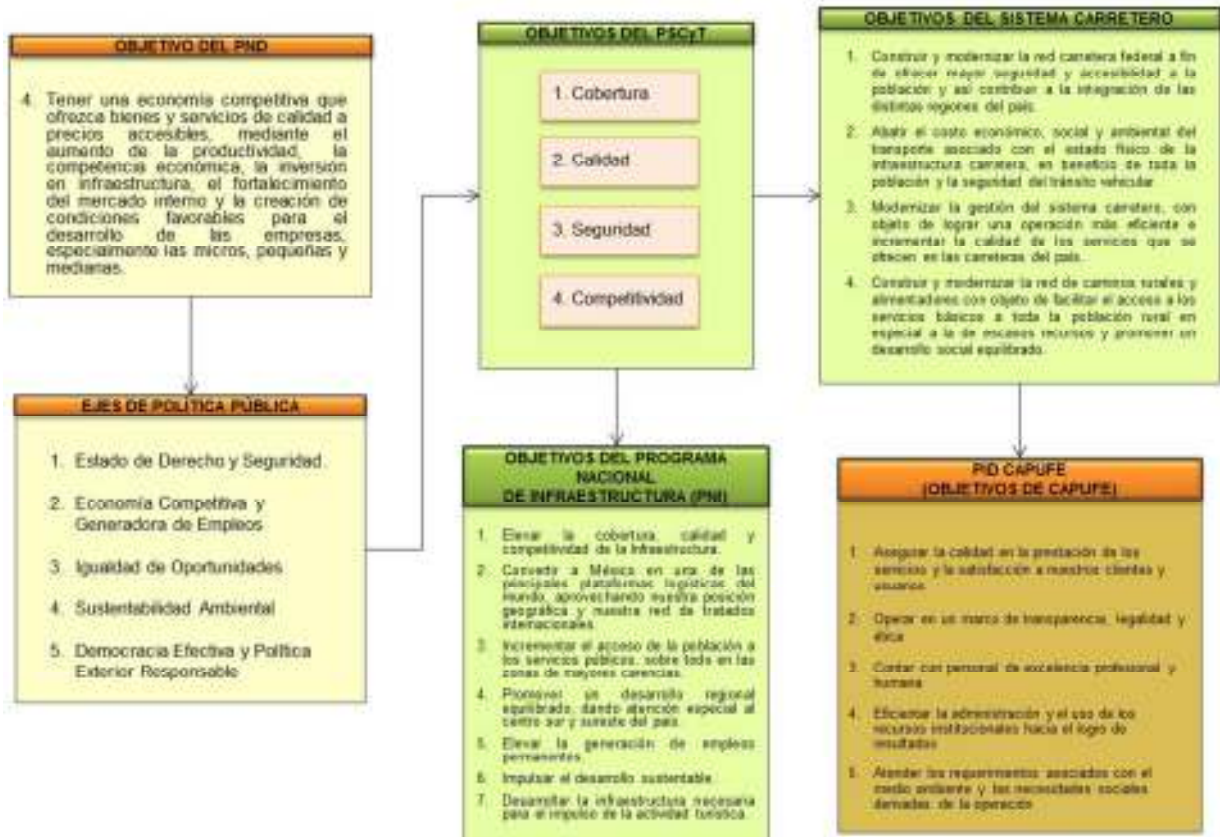 OBJETIVO DEL PND
4. Tener una economía competitiva que
ofrezca bienes y servicios de calidad a
precios accesibles, mediante el
aumento de la productividad, la
competencia económica, la inversión
en infraestructura, el fortalecimiento
del mercado interno y la creación de
condiciones favorables para el
desarrollo de las empresas,
especialmente las micros, pequeñas y
medianas.
EJES DE POLÍTICA PÚBLICA
1. Estado de Derecho y Seguridad.
2. Economía Competitiva y
Generadora de Empleos
3. Igualdad de Oportunidades
4. Sustentabilidad Ambiental
5. Democracia Efectiva y Política
Exterior Responsable
OBJETIVOS DEL PSCyT
1. Cobertura
2. Calidad
3. Seguridad
4. Competitividad
OBJETIVOS DEL PROGRAMA
NACIONAL
DE INFRAESTRUCTURA (PNI)
1. Elevar la cobertura, calidad y
competitividad de la Infraestructura.
2. Convertir a México en una de las
principales plataformas logísticas del
mundo, aprovechando nuestra posición
geográfica y nuestra red de tratados
internacionales.
3. Incrementar el acceso de la población a
los servicios públicos, sobre todo en las
zonas de mayores carencias.
4. Promover un desarrollo regional
equilibrado, dando atención especial al
centro sur y sureste del país.
5. Elevar la generación de empleos
permanentes.
6. Impulsar el desarrollo sustentable.
7. Desarrollar la infraestructura necesaria
para el impulso de la actividad turística.
OBJETIVOS DEL SISTEMA CARRETERO
1. Construir y modernizar la red carretera federal a fin
de ofrecer mayor seguridad y accesibilidad a la
población y así contribuir a la integración de las
distintas regiones del país.
2. Abatir el costo económico, social y ambiental del
transporte asociado con el estado físico de la
infraestructura carretera, en beneficio de toda la
población y la seguridad del tránsito vehicular
3. Modernizar la gestión del sistema carretero, con
objeto de lograr una operación más eficiente e
incrementar la calidad de los servicios que se
ofrecen en las carreteras del país.
4. Construir y modernizar la red de caminos rurales y
alimentadores con objeto de facilitar el acceso a los
servicios básicos a toda la población rural en
especial a la de escasos recursos y promover un
desarrollo social equilibrado.
PID CAPUFE
(OBJETIVOS DE CAPUFE)
1. Asegurar la calidad en la prestación de los
servicios y la satisfacción a nuestros clientes y
usuarios
2. Operar en un marco de transparencia, legalidad y
ética
3. Contar con personal de excelencia profesional y
humana
4. Eficientar la administración y el uso de los
recursos institucionales hacia el logro de
resultados
5. Atender los requerimientos asociados con el
medio ambiente y las necesidades sociales
derivadas de la operación